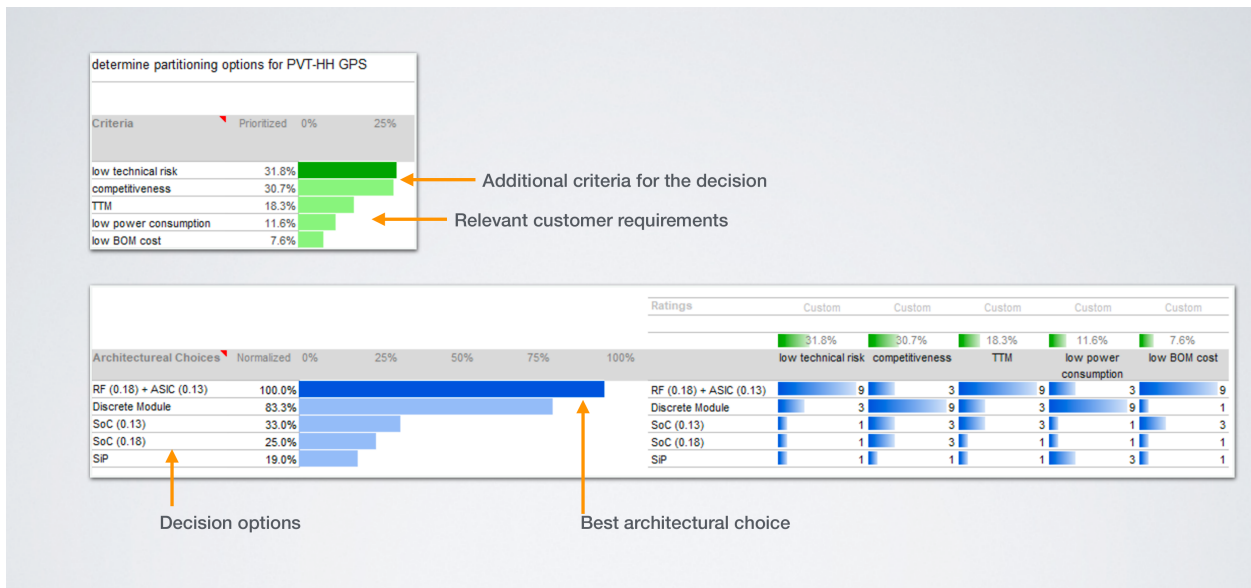 determine partitioning options for PVT-HH GPS
Criteria Prioritized 0% 25%
low technical risk 31.8%
competitiveness 30.7%
TTM 18.3%
low power consumption 11.6%
low BOM cost 7.6%
Additional criteria for the decision
Relevant customer requirements
Ratings Custom Custom Custom Custom Custom
31.8% 30.7% 18.3% 11.6% 7.6%
Architectureal Choices Normalized 0% 25% 50% 75% 100% low technical risk competitiveness TTM low power low BOM cost
consumption
RF (0.18) + ASIC (0.13) 100.0% RF (0.18) + ASIC (0.13) 9 3 9 3 9
Discrete Module 83.3% Discrete Module 3 9 3 9 1
SoC (0.13) 33.0% SoC (0.13) 1 3 3 1 3
SoC (0.18) 25.0% SoC (0.18) 1 3 1 1 1
SiP 19.0% SiP 1 1 1 3 1
Decision options
Best architectural choice